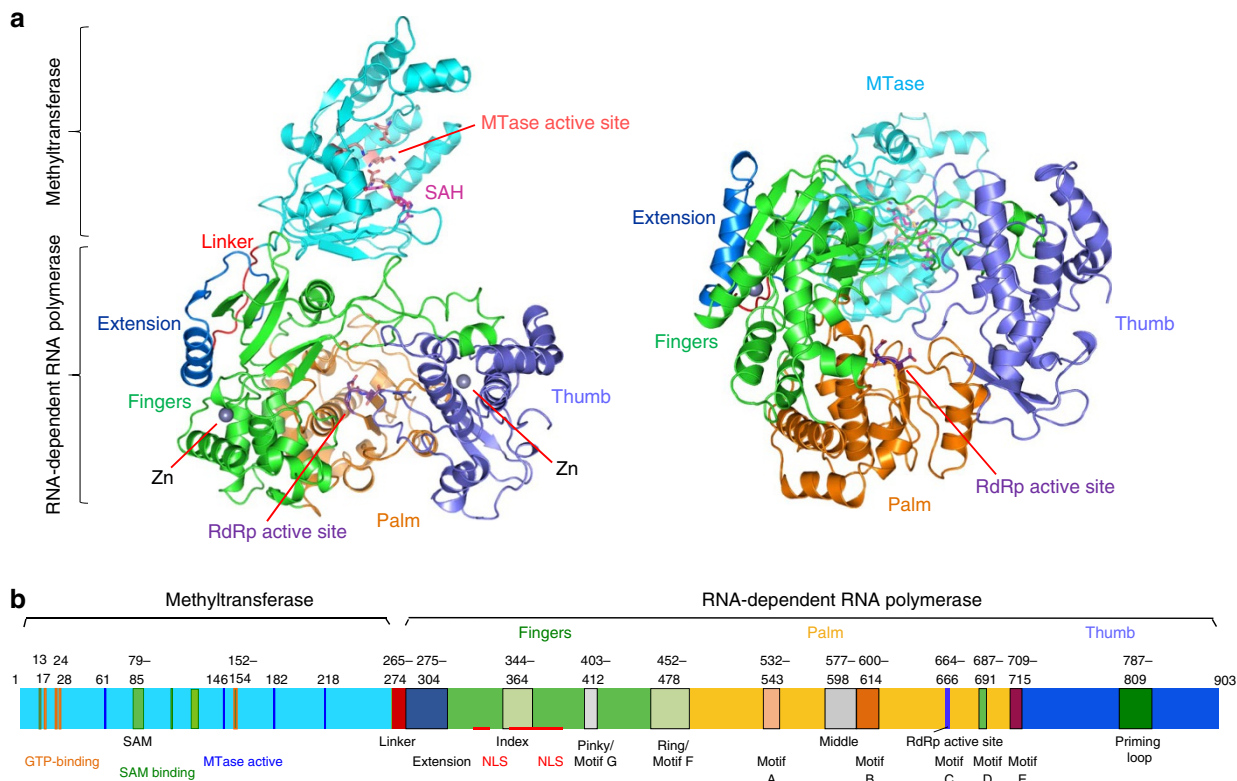 a
Methyltransferase
RNA-dependent RNA polymerase
MTase active site
SAH
Linker
Extension
Fingers
Zn
RdRp active site
Palm
Thumb
Zn
MTase
Extension
Fingers
Thumb
RdRp active site
Palm
b
Methyltransferase
RNA-dependent RNA polymerase
Fingers
Palm
Thumb
13 24 79– 152– 265– 275– 344– 403– 452– 532– 577– 600– 664– 687– 709– 787–
1 17 28 61 85 146 154 182 218 274 304 364 412 478 543 598 614 666 691 715 809 903
SAM
Linker
Index
Pinky/
Ring/
Middle
RdRp active site
Priming
GTP-binding
SAM binding
MTase active
Extension
NLS
NLS
Motif G
Motif F
Motif
Motif
Motif
Motif
Motif
loop
A
B
C
D
E